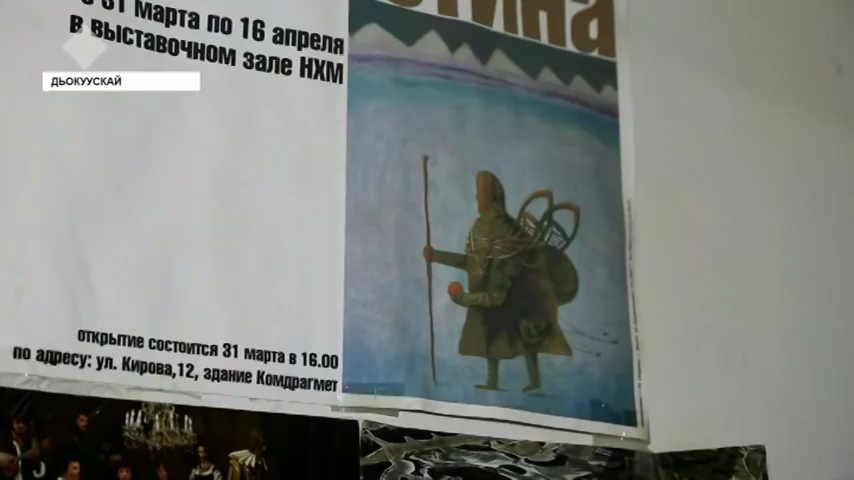 31 марта по 16 апреля
в выставочном зале НХМ
ДЬОКУУСКАЙ
открытие состоится 31 марта в 16.00
по адресу: ул. Кирова,12, здание Комдрагмет